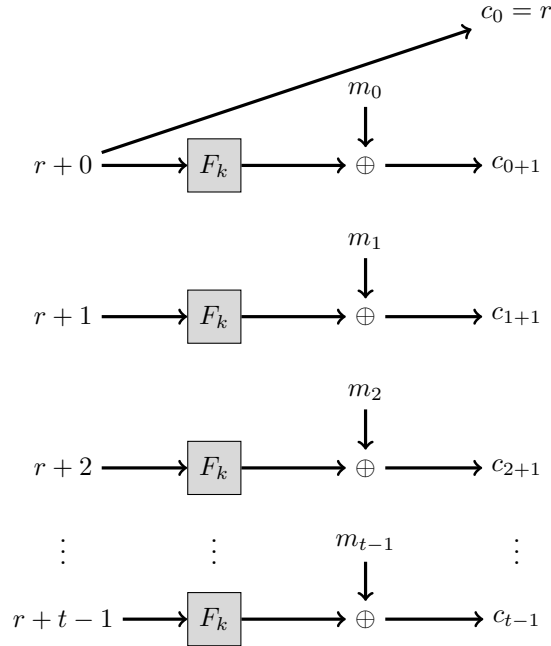 c_0 = r
m_0
r + 0 F_k ⊕ c_{0+1}
m_1
r + 1 F_k ⊕ c_{1+1}
m_2
r + 2 F_k ⊕ c_{2+1}
⋮ ⋮ m_{t−1} ⋮
r + t − 1 F_k ⊕ c_{t−1}